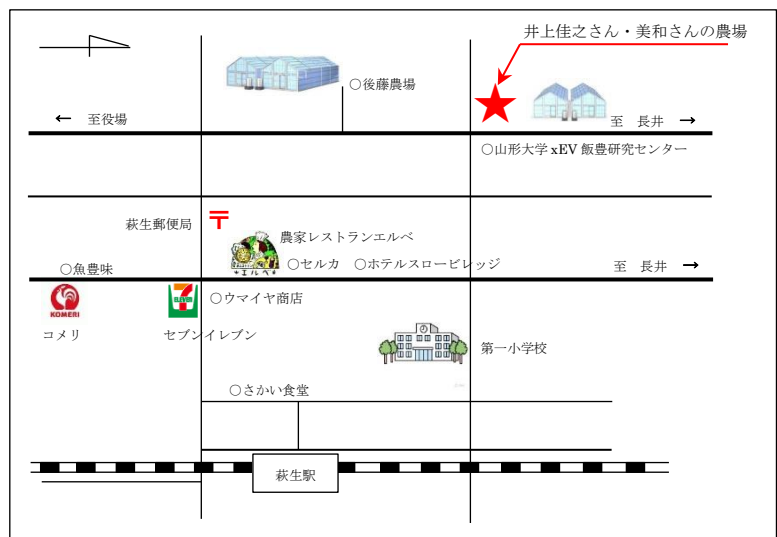 井上佳之さん・美和さんの農場
○後藤農場
← 至役場
至 長井 →
○山形大学 xEV 飯豊研究センター
萩生郵便局
〒
農家レストランエルベ
エルベ
○セルカ ○ホテルスロービレッジ
○魚豊味
至 長井 →
KOMERI
7
ELEVEN
○ウマイヤ商店
コメリ
セブンイレブン
第一小学校
○さかい食堂
萩生駅